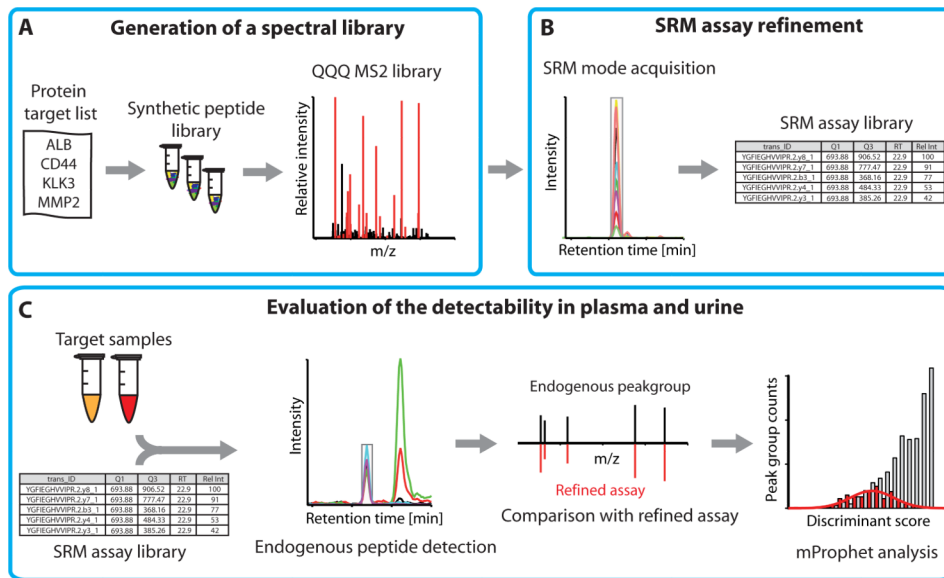 A
Generation of a spectral library
Protein
target list
ALB
CD44
KLK3
MMP2
Synthetic peptide
library
QQQ MS2 library
Relative intensity
m/z
B
SRM assay refinement
SRM mode acquisition
Intensity
Retention time [min]
SRM assay library
trans_ID Q1 Q3 RT Rel Int
YGFIEGHVVIPR.2.y8_1 693.88 906.52 22.9 100
YGFIEGHVVIPR.2.y7_1 693.88 777.47 22.9 91
YGFIEGHVVIPR.2.b3_1 693.88 368.16 22.9 77
YGFIEGHVVIPR.2.y4_1 693.88 484.33 22.9 53
YGFIEGHVVIPR.2.y3_1 693.88 385.26 22.9 42
C
Evaluation of the detectability in plasma and urine
Target samples
trans_ID Q1 Q3 RT Rel Int
YGFIEGHVVIPR.2.y8_1 693.88 906.52 22.9 100
YGFIEGHVVIPR.2.y7_1 693.88 777.47 22.9 91
YGFIEGHVVIPR.2.b3_1 693.88 368.16 22.9 77
YGFIEGHVVIPR.2.y4_1 693.88 484.33 22.9 53
YGFIEGHVVIPR.2.y3_1 693.88 385.26 22.9 42
SRM assay library
Intensity
Retention time [min]
Endogenous peptide detection
Endogenous peakgroup
m/z
Refined assay
Comparison with refined assay
Peak group counts
Discriminant score
mProphet analysis